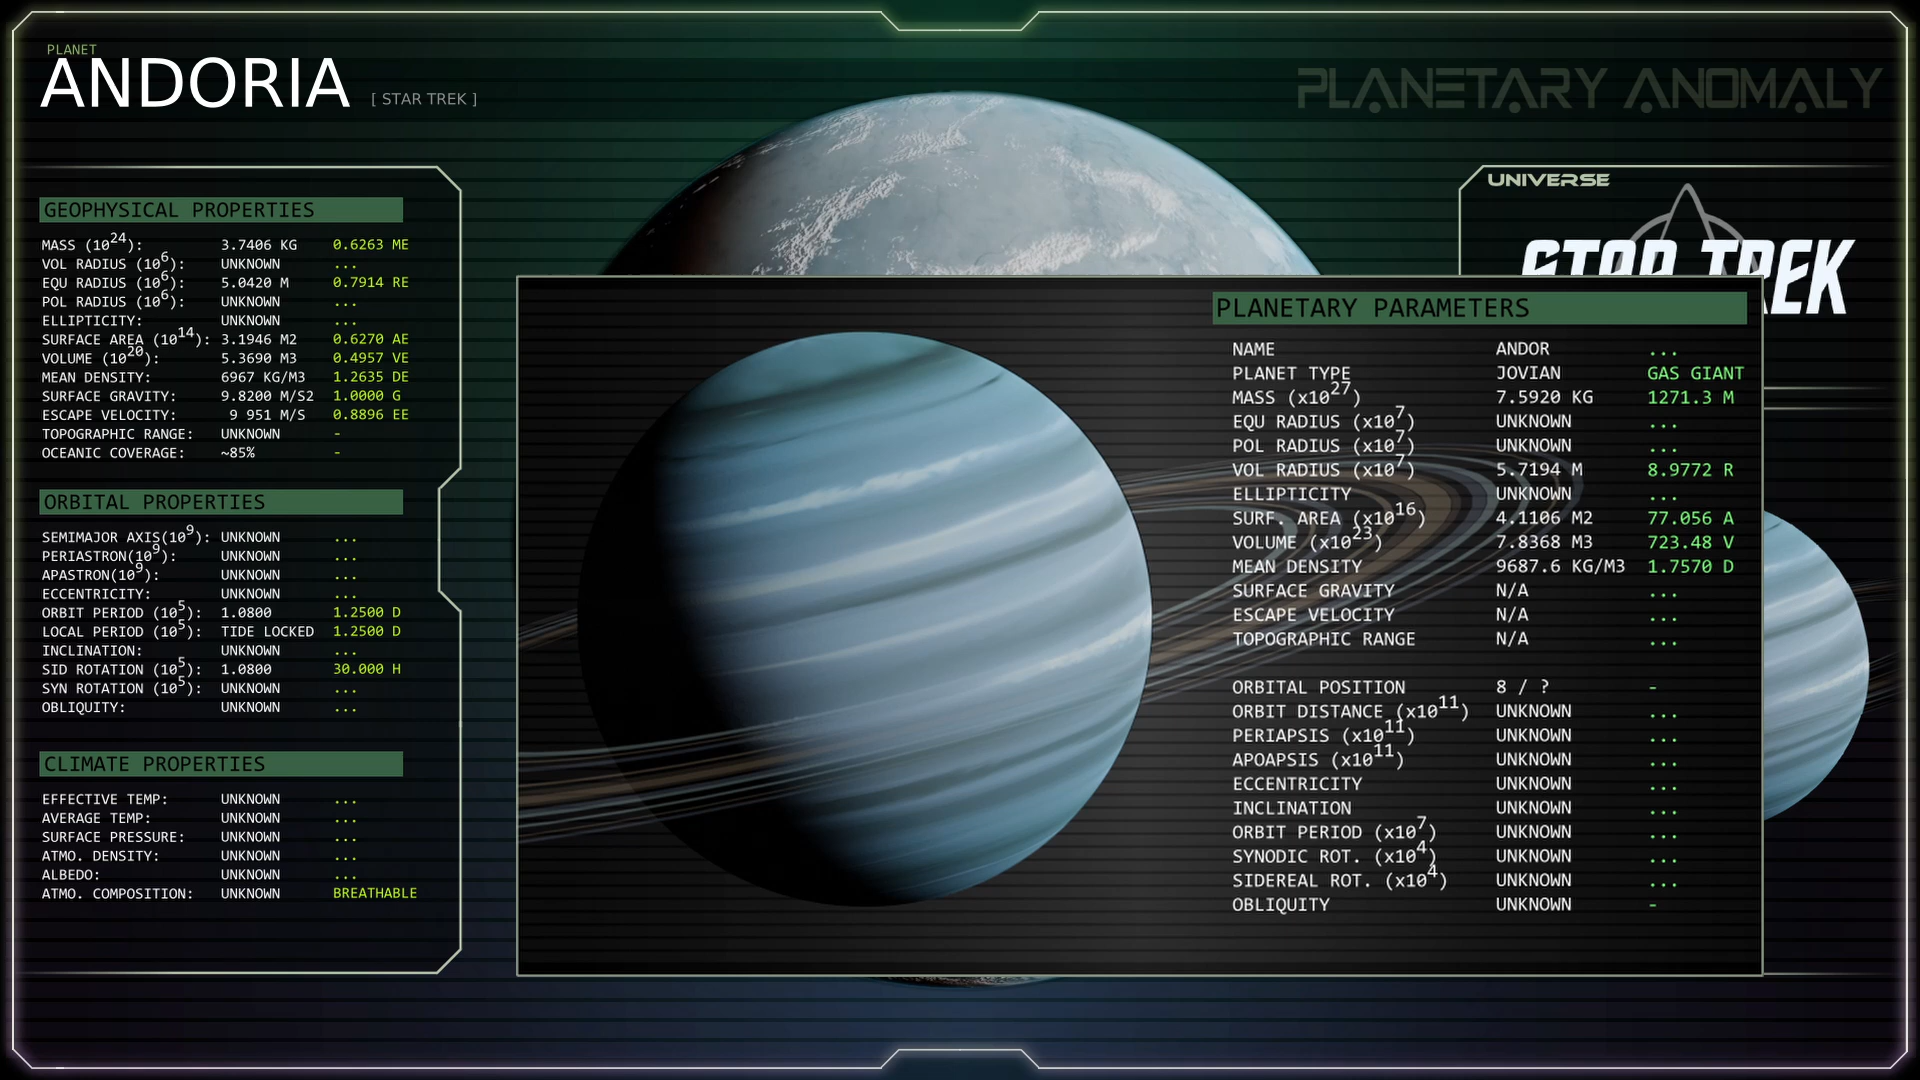 PLANET
ANDORIA [ STAR TREK ]
PLANETARY ANOMALY
UNIVERSE
STAR TREK
GEOPHYSICAL PROPERTIES
MASS (10^24): 3.7406 KG 0.6263 ME
VOL RADIUS (10^6): UNKNOWN ...
EQU RADIUS (10^6): 5.0420 M 0.7914 RE
POL RADIUS (10^6): UNKNOWN ...
ELLIPTICITY: UNKNOWN ...
SURFACE AREA (10^14): 3.1946 M2 0.6270 AE
VOLUME (10^20): 5.3690 M3 0.4957 VE
MEAN DENSITY: 6967 KG/M3 1.2635 DE
SURFACE GRAVITY: 9.8200 M/S2 1.0000 G
ESCAPE VELOCITY: 9 951 M/S 0.8896 EE
TOPOGRAPHIC RANGE: UNKNOWN -
OCEANIC COVERAGE: ~85% -
ORBITAL PROPERTIES
SEMIMAJOR AXIS(10^9): UNKNOWN ...
PERIASTRON(10^9): UNKNOWN ...
APASTRON(10^9): UNKNOWN ...
ECCENTRICITY: UNKNOWN ...
ORBIT PERIOD (10^5): 1.0800 1.2500 D
LOCAL PERIOD (10^5): TIDE LOCKED 1.2500 D
INCLINATION: UNKNOWN ...
SID ROTATION (10^5): 1.0800 30.000 H
SYN ROTATION (10^5): UNKNOWN ...
OBLIQUITY: UNKNOWN ...
CLIMATE PROPERTIES
EFFECTIVE TEMP: UNKNOWN ...
AVERAGE TEMP: UNKNOWN ...
SURFACE PRESSURE: UNKNOWN ...
ATMO. DENSITY: UNKNOWN ...
ALBEDO: UNKNOWN ...
ATMO. COMPOSITION: UNKNOWN BREATHABLE
PLANETARY PARAMETERS
NAME ANDOR ...
PLANET TYPE JOVIAN GAS GIANT
MASS (x10^27) 7.5920 KG 1271.3 M
EQU RADIUS (x10^7) UNKNOWN ...
POL RADIUS (x10^7) UNKNOWN ...
VOL RADIUS (x10^7) 5.7194 M 8.9772 R
ELLIPTICITY UNKNOWN ...
SURF. AREA (x10^16) 4.1106 M2 77.056 A
VOLUME (x10^23) 7.8368 M3 723.48 V
MEAN DENSITY 9687.6 KG/M3 1.7570 D
SURFACE GRAVITY N/A ...
ESCAPE VELOCITY N/A ...
TOPOGRAPHIC RANGE N/A ...
ORBITAL POSITION 8 / ? -
ORBIT DISTANCE (x10^11) UNKNOWN ...
PERIAPSIS (x10^11) UNKNOWN ...
APOAPSIS (x10^11) UNKNOWN ...
ECCENTRICITY UNKNOWN ...
INCLINATION UNKNOWN ...
ORBIT PERIOD (x10^7) UNKNOWN ...
SYNODIC ROT. (x10^4) UNKNOWN ...
SIDEREAL ROT. (x10^4) UNKNOWN ...
OBLIQUITY UNKNOWN -